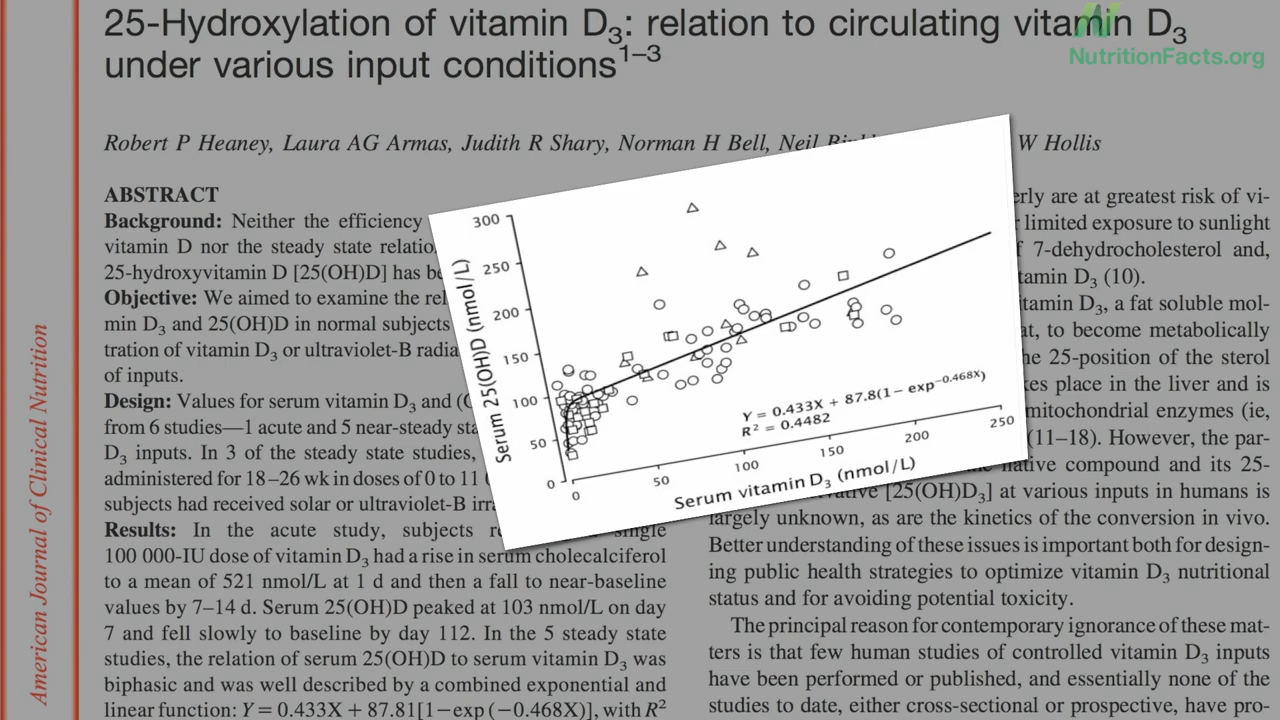 25-Hydroxylation of vitamin D3: relation to circulating vitamin D3
under various input conditions1–3
NutritionFacts.org
Robert P Heaney, Laura AG Armas, Judith R Shary, Norman H Bell, Neil W Hollis
American Journal of Clinical Nutrition
ABSTRACT
Background: Neither the efficiency
vitamin D nor the steady state
25-hydroxyvitamin D [25(OH)D] has
Objective: We aimed to examine the
min D3 and 25(OH)D in normal subjects
tration of vitamin D3 or ultraviolet-B
of inputs.
Design: Values for serum vitamin D3 and
from 6 studies—1 acute and 5 near-steady
D3 inputs. In 3 of the steady state studies,
administered for 18–26 wk in doses of 0 to 11
subjects had received solar or ultraviolet-B
Results: In the acute study, subjects single
100 000-IU dose of vitamin D3 had a rise in serum cholecalciferol
to a mean of 521 nmol/L at 1 d and then a fall to near-baseline
values by 7–14 d. Serum 25(OH)D peaked at 103 nmol/L on day
7 and fell slowly to baseline by day 112. In the 5 steady state
studies, the relation of serum 25(OH)D to serum vitamin D3 was
biphasic and was well described by a combined exponential and
linear function: Y = 0.433X + 87.81[1−exp (−0.468X)], with R2
Serum 25(OH)D (nmol/L)
300
250
200
150
100
50
0
0 50 100 150 200 250
Y = 0.433X + 87.8(1 − exp−0.468X)
R2 = 0.4482
Serum vitamin D3 (nmol/L)
are at greatest risk of vi-
limited exposure to sunlight
7-dehydrocholesterol and,
D3 (10).
D3, a fat soluble mol-
to become metabolically
25-position of the sterol
place in the liver and is
mitochondrial enzymes (ie,
(11–18). However, the par-
native compound and its 25-
[25(OH)D3] at various inputs in humans is
largely unknown, as are the kinetics of the conversion in vivo.
Better understanding of these issues is important both for design-
ing public health strategies to optimize vitamin D3 nutritional
status and for avoiding potential toxicity.
The principal reason for contemporary ignorance of these mat-
ters is that few human studies of controlled vitamin D3 inputs
have been performed or published, and essentially none of the
studies to date, either cross-sectional or prospective, have pro-